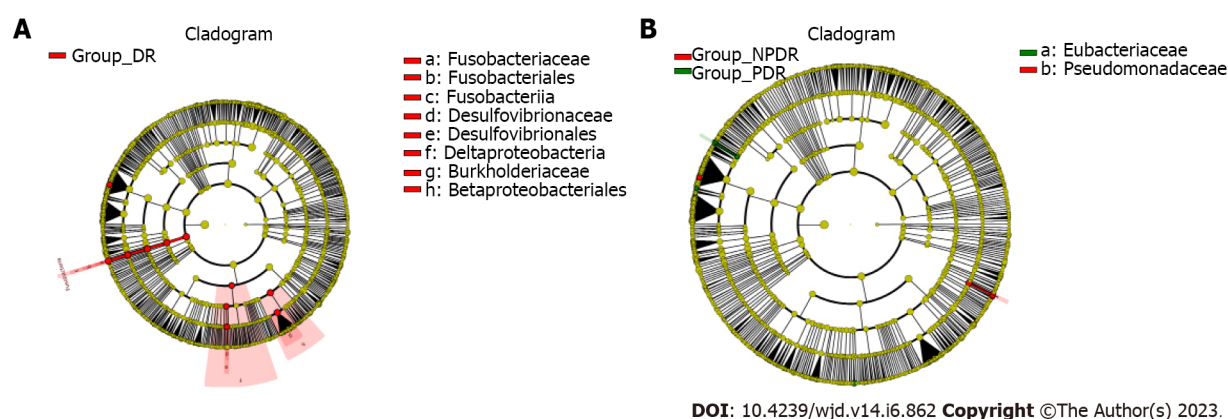 A
Cladogram
Group_DR
a: Fusobacteriaceae
b: Fusobacteriales
c: Fusobacteriia
d: Desulfovibrionaceae
e: Desulfovibrionales
f: Deltaproteobacteria
g: Burkholderiaceae
h: Betaproteobacteriales
B
Cladogram
Group_NPDR
Group_PDR
a: Eubacteriaceae
b: Pseudomonadaceae
DOI: 10.4239/wjd.v14.i6.862 Copyright ©The Author(s) 2023.